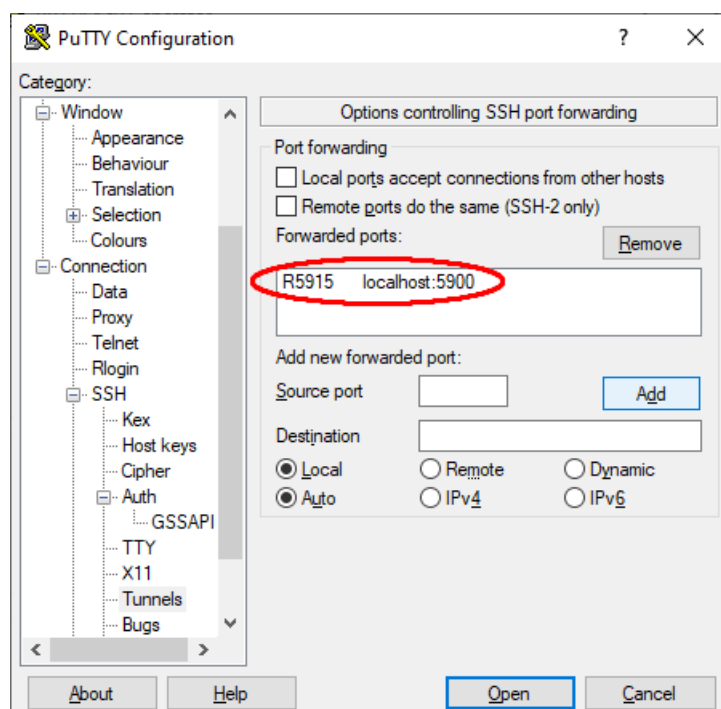 PuTTY Configuration
?
Category:
Window
Appearance
Behaviour
Translation
Selection
Colours
Connection
Data
Proxy
Telnet
Rlogin
SSH
Kex
Host keys
Cipher
Auth
GSSAPI
TTY
X11
Tunnels
Bugs
Options controlling SSH port forwarding
Port forwarding
Local ports accept connections from other hosts
Remote ports do the same (SSH-2 only)
Forwarded ports:
Remove
R5915 localhost:5900
Add new forwarded port:
Source port
Add
Destination
Local Remote Dynamic
Auto IPv4 IPv6
About Help Open Cancel